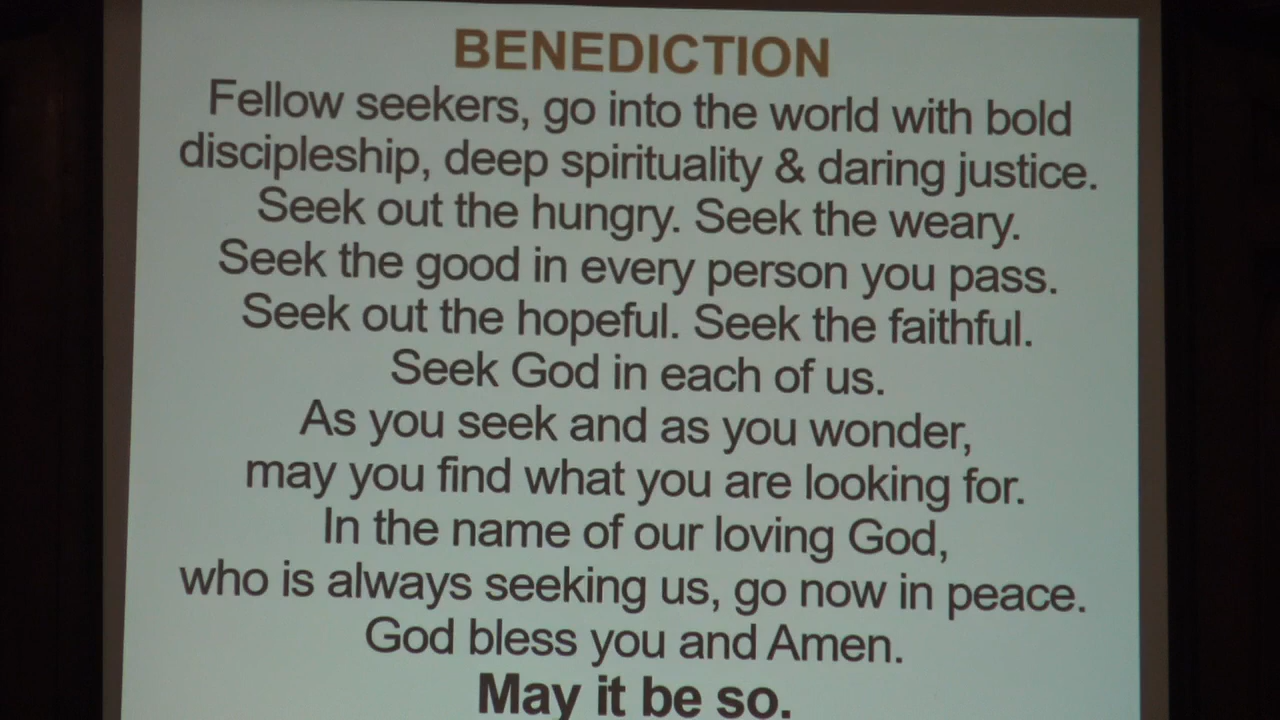 BENEDICTION
Fellow seekers, go into the world with bold
discipleship, deep spirituality & daring justice.
Seek out the hungry. Seek the weary.
Seek the good in every person you pass.
Seek out the hopeful. Seek the faithful.
Seek God in each of us.
As you seek and as you wonder,
may you find what you are looking for.
In the name of our loving God,
who is always seeking us, go now in peace.
God bless you and Amen.
May it be so.